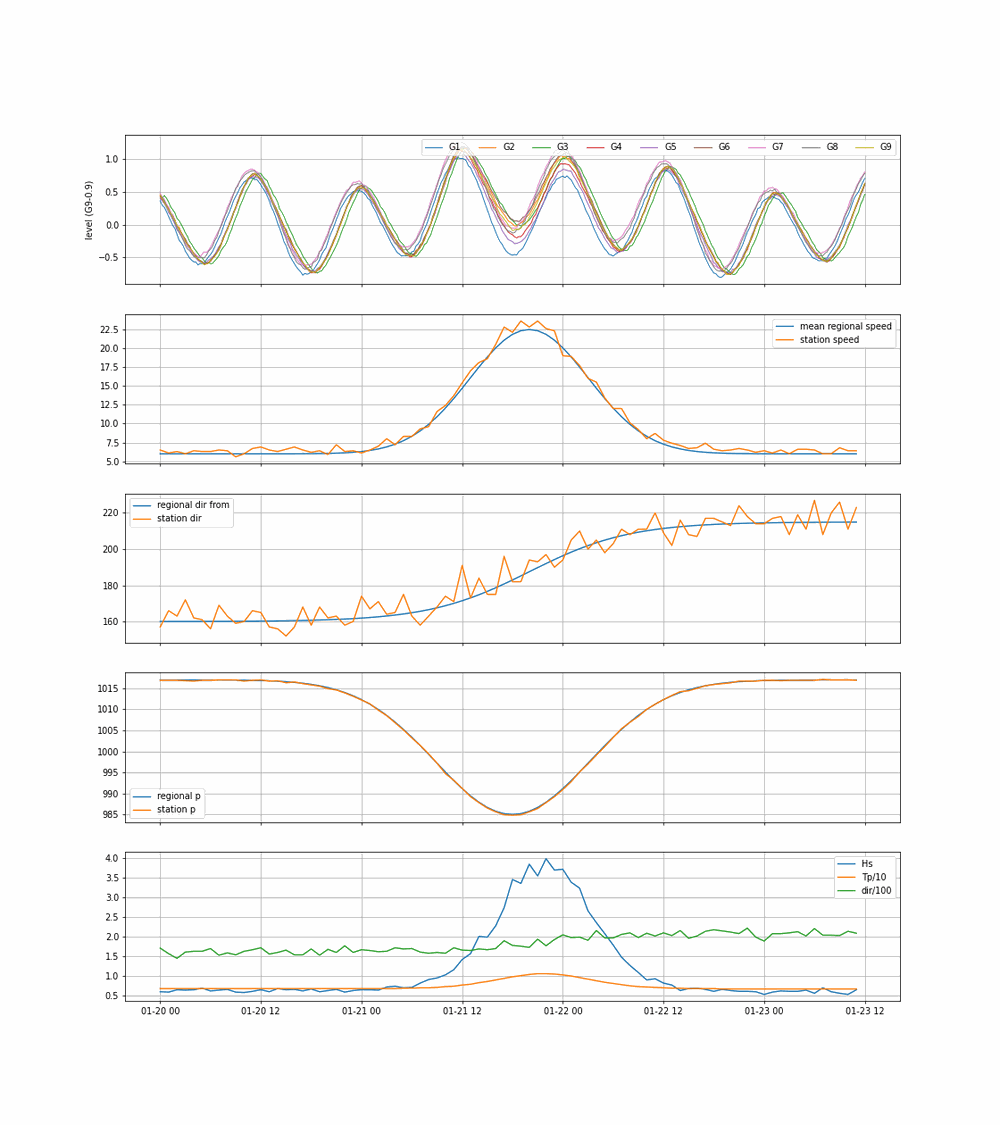 G1 G2 G3 G4 G5 G6 G7 G8 G9
level (G9-0.9)
1.0
0.5
0.0
−0.5
mean regional speed
station speed
22.5
20.0
17.5
15.0
12.5
10.0
7.5
5.0
regional dir from
station dir
220
200
180
160
1015
1010
1005
1000
995
990
985
regional p
station p
Hs
Tp/10
dir/100
4.0
3.5
3.0
2.5
2.0
1.5
1.0
0.5
01-20 00 01-20 12 01-21 00 01-21 12 01-22 00 01-22 12 01-23 00 01-23 12